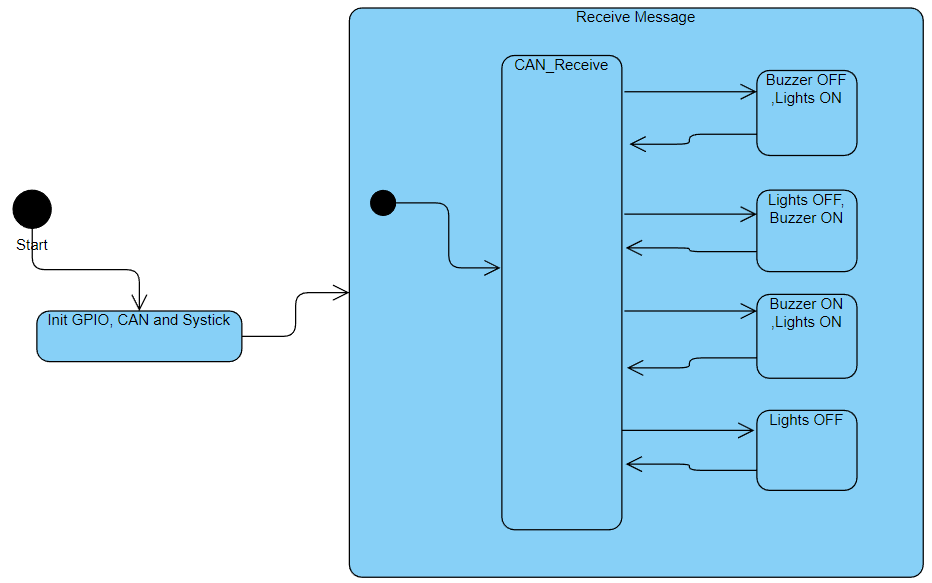 Receive Message
CAN_Receive
Buzzer OFF
,Lights ON
Lights OFF,
Buzzer ON
Start
Buzzer ON
,Lights ON
Init GPIO, CAN and Systick
Lights OFF